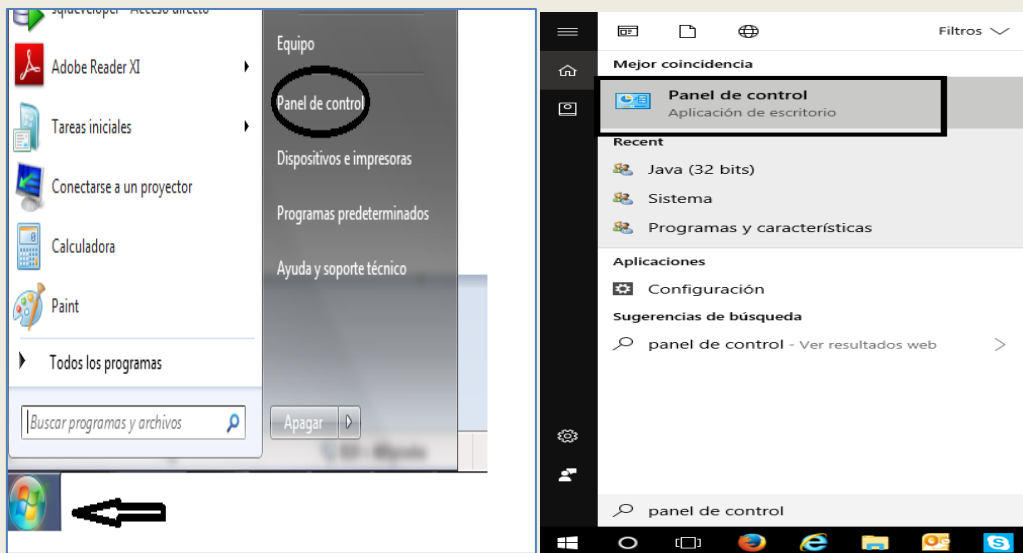 sqldeveloper - Acceso directo
Adobe Reader XI
Tareas iniciales
Conectarse a un proyector
Calculadora
Paint
Todos los programas
Buscar programas y archivos
Equipo
Panel de control
Dispositivos e impresoras
Programas predeterminados
Ayuda y soporte técnico
Apagar
Filtros
Mejor coincidencia
Panel de control
Aplicación de escritorio
Recent
Java (32 bits)
Sistema
Programas y características
Aplicaciones
Configuración
Sugerencias de búsqueda
panel de control - Ver resultados web
panel de control